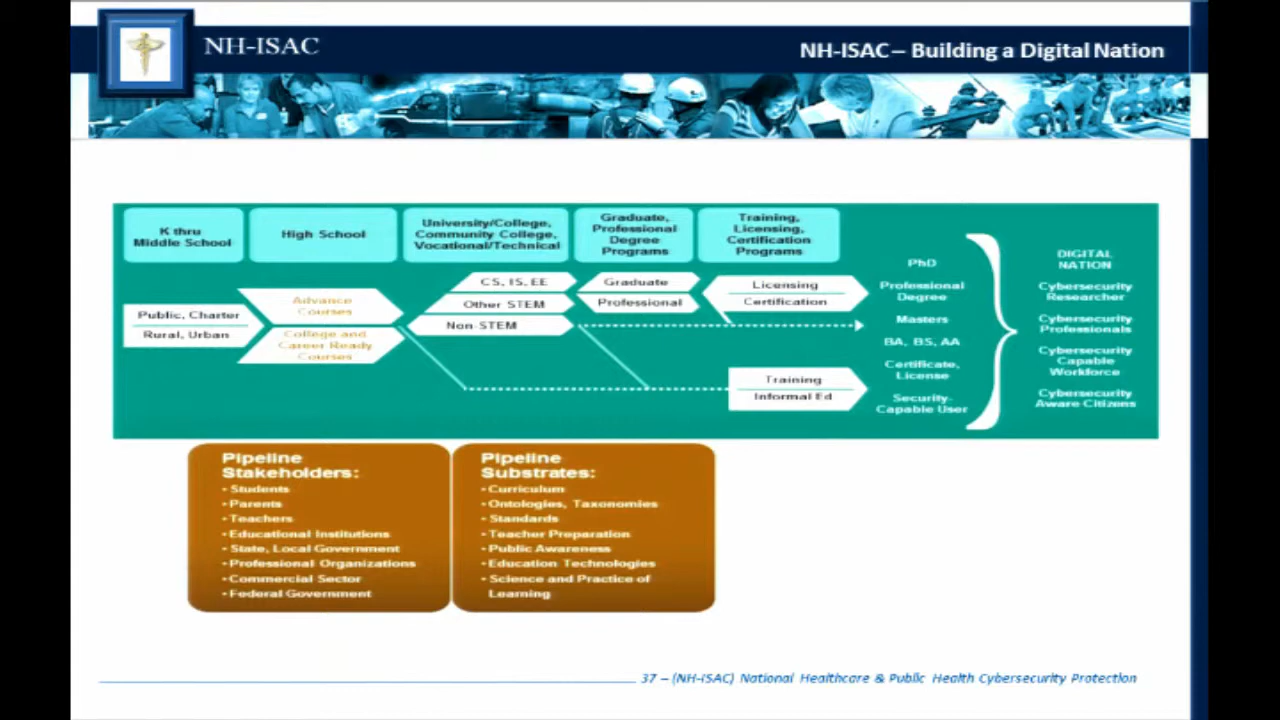 NH-ISAC
NH-ISAC – Building a Digital Nation
K thru
Middle School
High School
University/College,
Community College,
Vocational/Technical
Graduate,
Professional
Degree
Programs
Training,
Licensing,
Certification
Programs
Public, Charter
Rural, Urban
Advance
Courses
College and
Career Ready
Courses
CS, IS, EE
Other STEM
Non-STEM
Graduate
Professional
Licensing
Certification
Training
Informal Ed
PhD
Professional
Degree
Masters
BA, BS, AA
Certificate,
License
Security-
Capable User
DIGITAL
NATION
Cybersecurity
Researcher
Cybersecurity
Professionals
Cybersecurity
Capable
Workforce
Cybersecurity
Aware Citizens
Pipeline
Stakeholders:
- Students
- Parents
- Teachers
- Educational Institutions
- State, Local Government
- Professional Organizations
- Commercial Sector
- Federal Government
Pipeline
Substrates:
- Curriculum
- Ontologies, Taxonomies
- Standards
- Teacher Preparation
- Public Awareness
- Education Technologies
- Science and Practice of
Learning
37 – (NH-ISAC) National Healthcare & Public Health Cybersecurity Protection